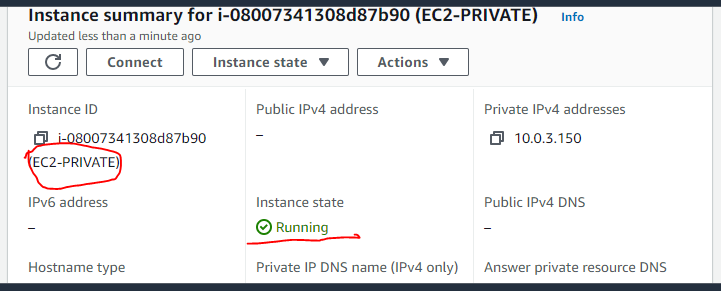 Instance summary for i-08007341308d87b90 (EC2-PRIVATE) Info
Updated less than a minute ago
Connect Instance state Actions
Instance ID
i-08007341308d87b90
(EC2-PRIVATE)
Public IPv4 address
–
Private IPv4 addresses
10.0.3.150
IPv6 address
–
Instance state
Running
Public IPv4 DNS
–
Hostname type
Private IP DNS name (IPv4 only)
Answer private resource DNS